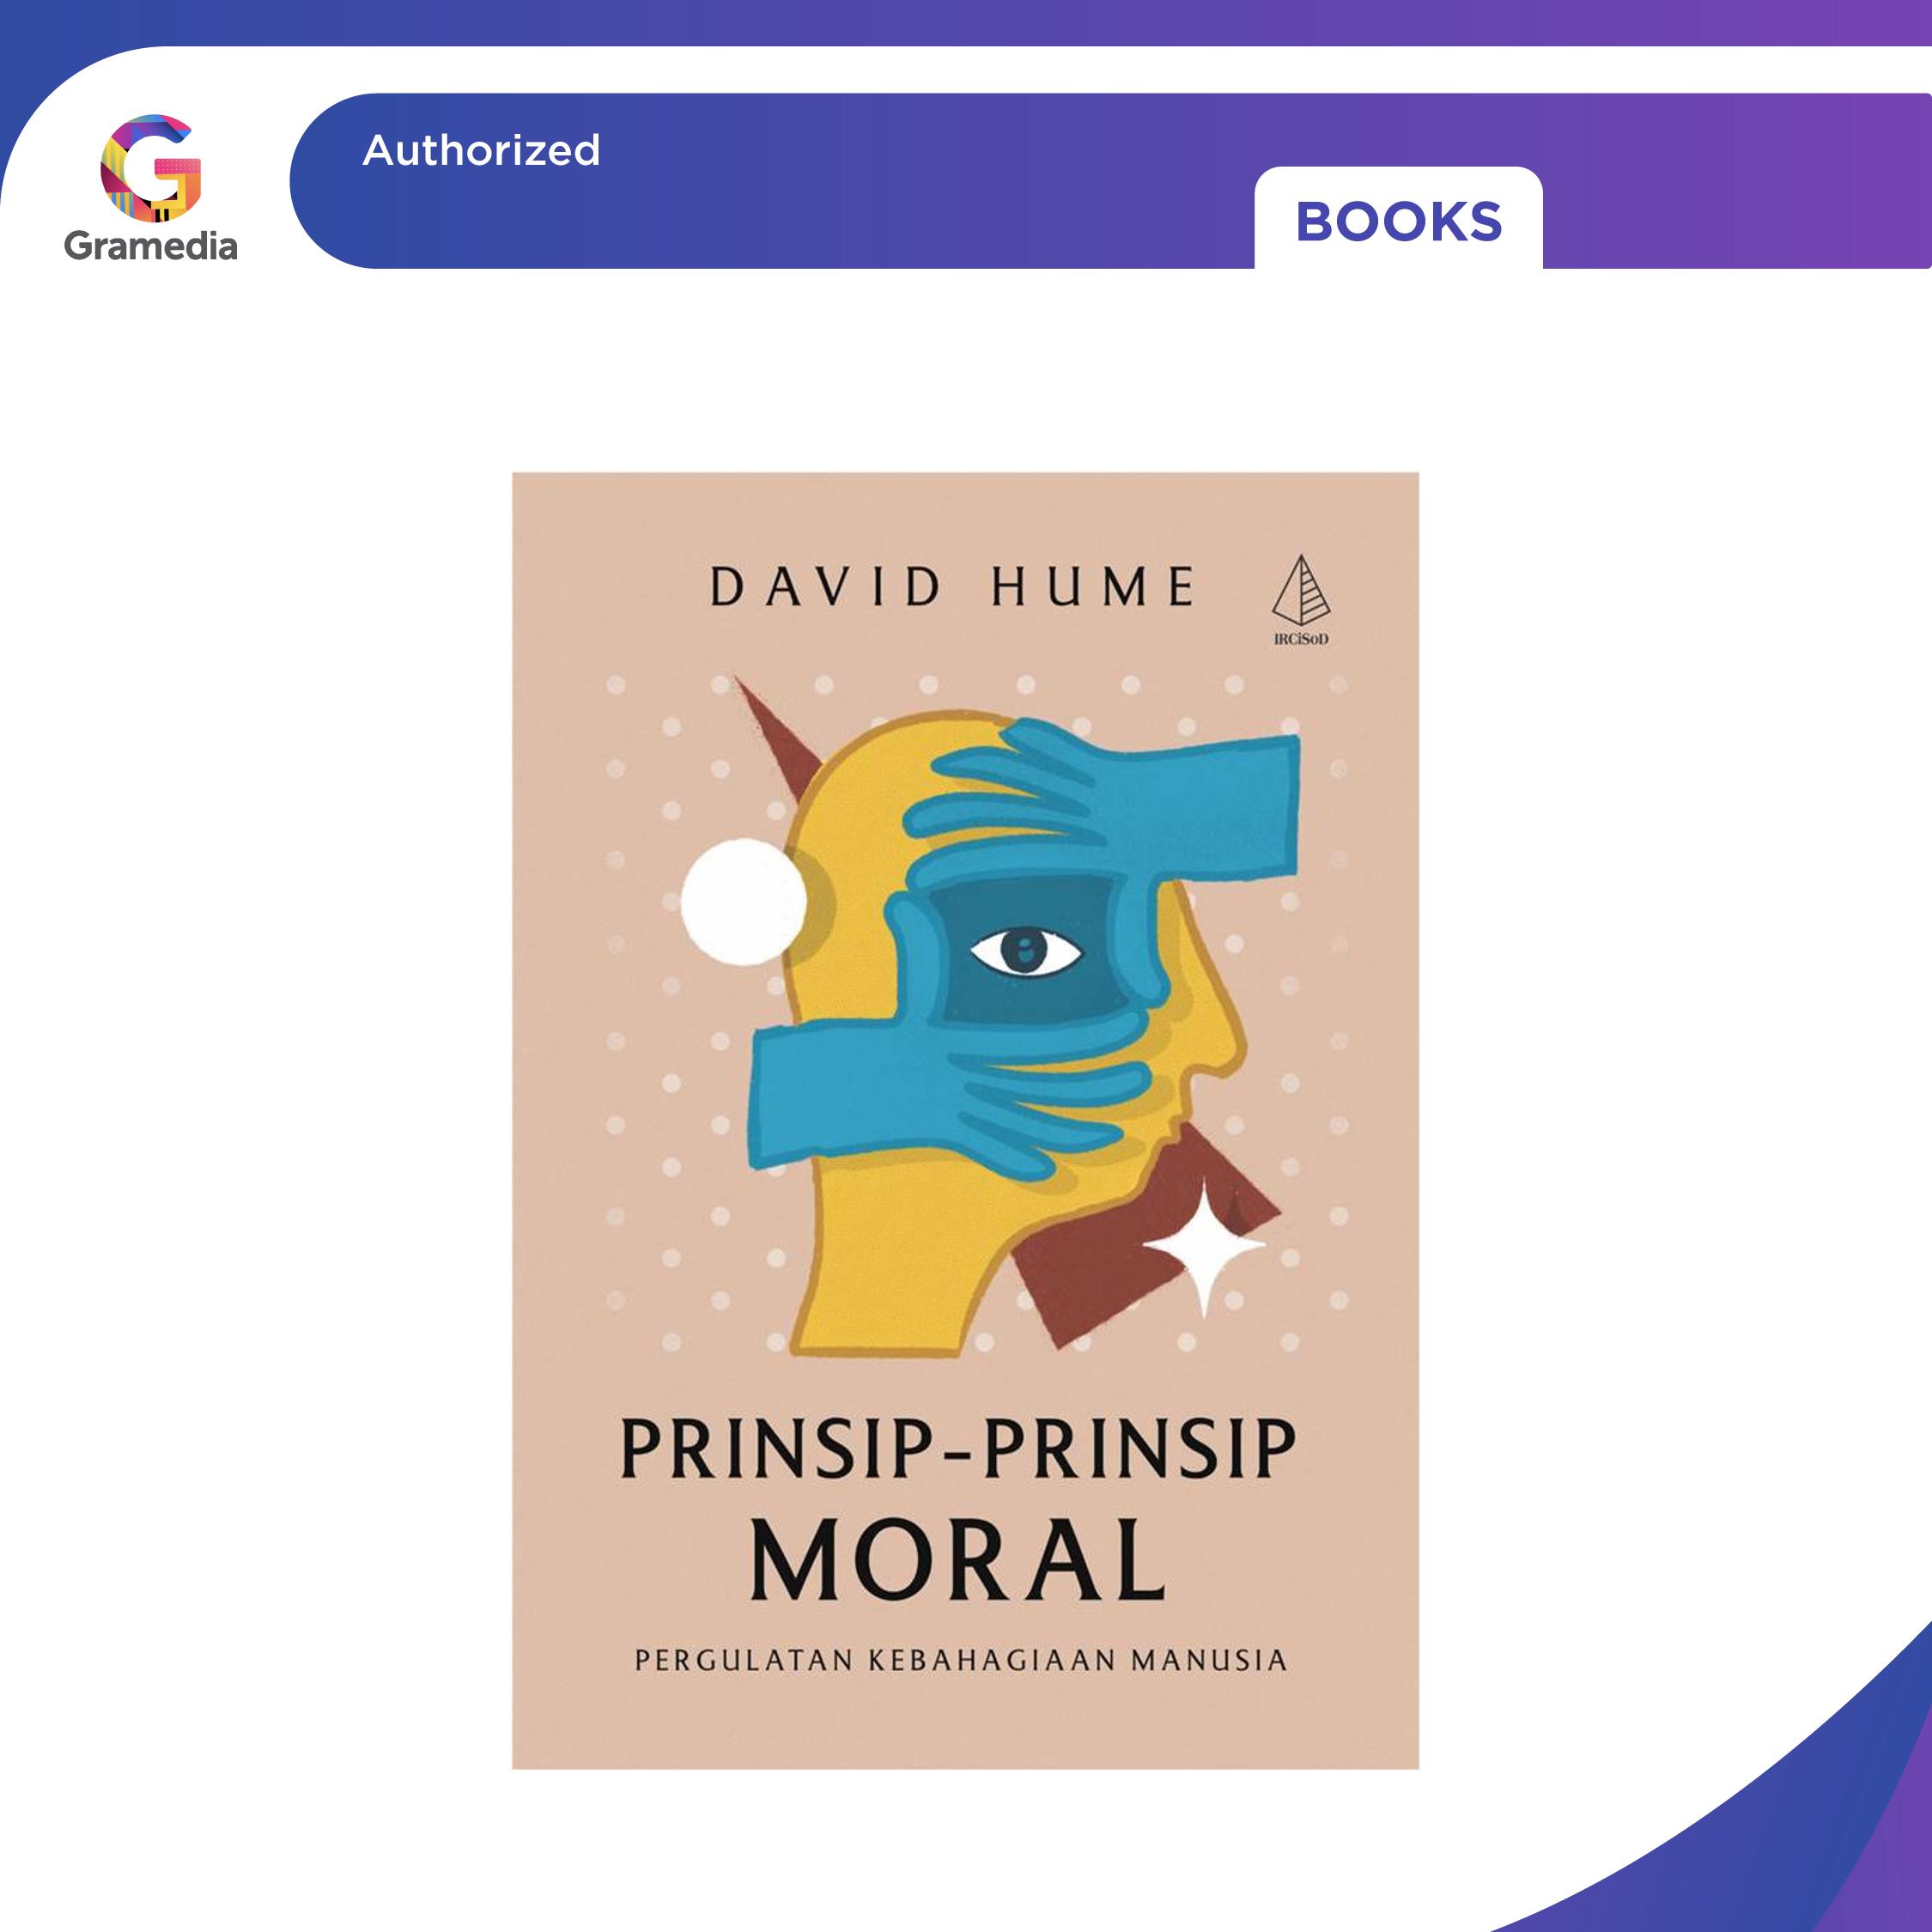 Authorized
Gramedia
BOOKS
DAVID HUME
IRCiSoD
PRINSIP-PRINSIP
MORAL
PERGULATAN KEBAHAGIAAN MANUSIA